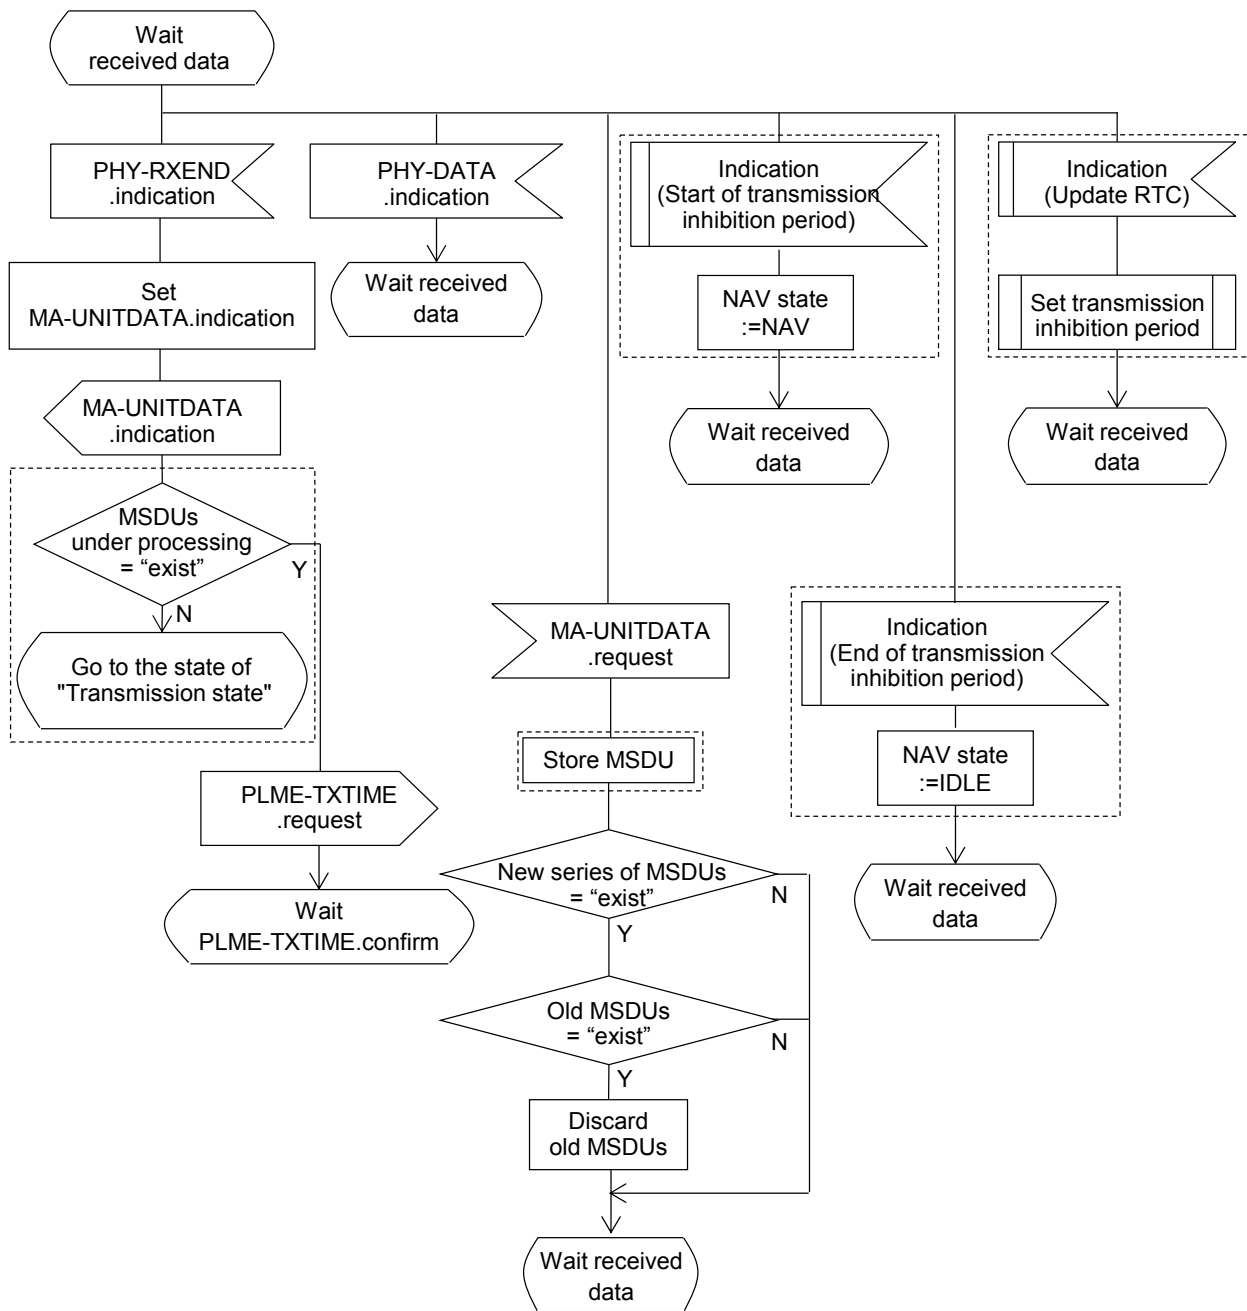 Wait
received data
PHY-RXEND
.indication
PHY-DATA
.indication
Indication
(Start of transmission
inhibition period)
Indication
(Update RTC)
Set
MA-UNITDATA.indication
Wait received
data
NAV state
:=NAV
Set transmission
inhibition period
MA-UNITDATA
.indication
Wait received
data
Wait received
data
MSDUs
under processing
= “exist”
Y
N
Go to the state of
"Transmission state"
MA-UNITDATA
.request
Indication
(End of transmission
inhibition period)
Store MSDU
NAV state
:=IDLE
PLME-TXTIME
.request
New series of MSDUs
= “exist”
N
Y
Wait received
data
Wait
PLME-TXTIME.confirm
Old MSDUs
= “exist”
N
Y
Discard
old MSDUs
Wait received
data